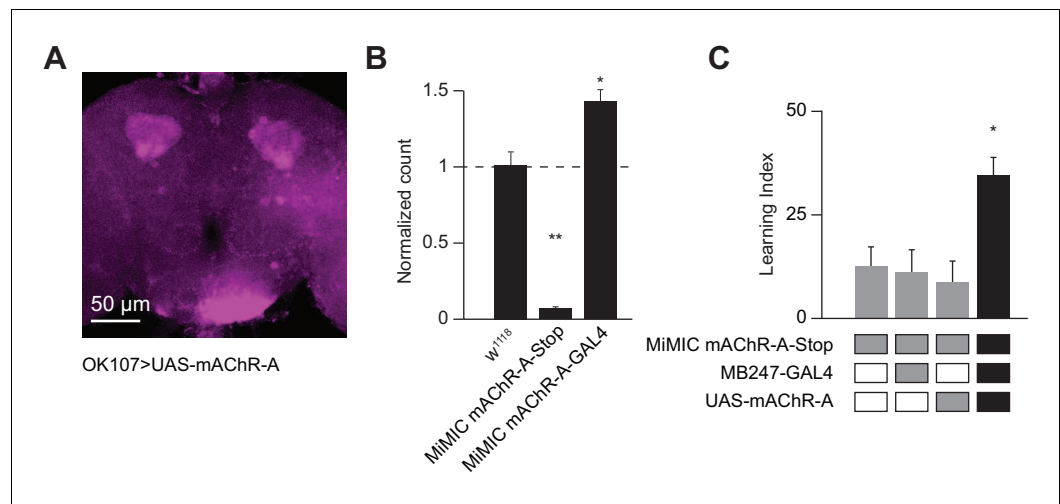 A
50 µm
OK107>UAS-mAChR-A
B
Normalized count
1.5
1
0.5
0
**
*
w¹¹¹⁸
MiMIC mAChR-A-Stop
MiMIC mAChR-A-GAL4
C
Learning Index
50
25
0
*
MiMIC mAChR-A-Stop
MB247-GAL4
UAS-mAChR-A